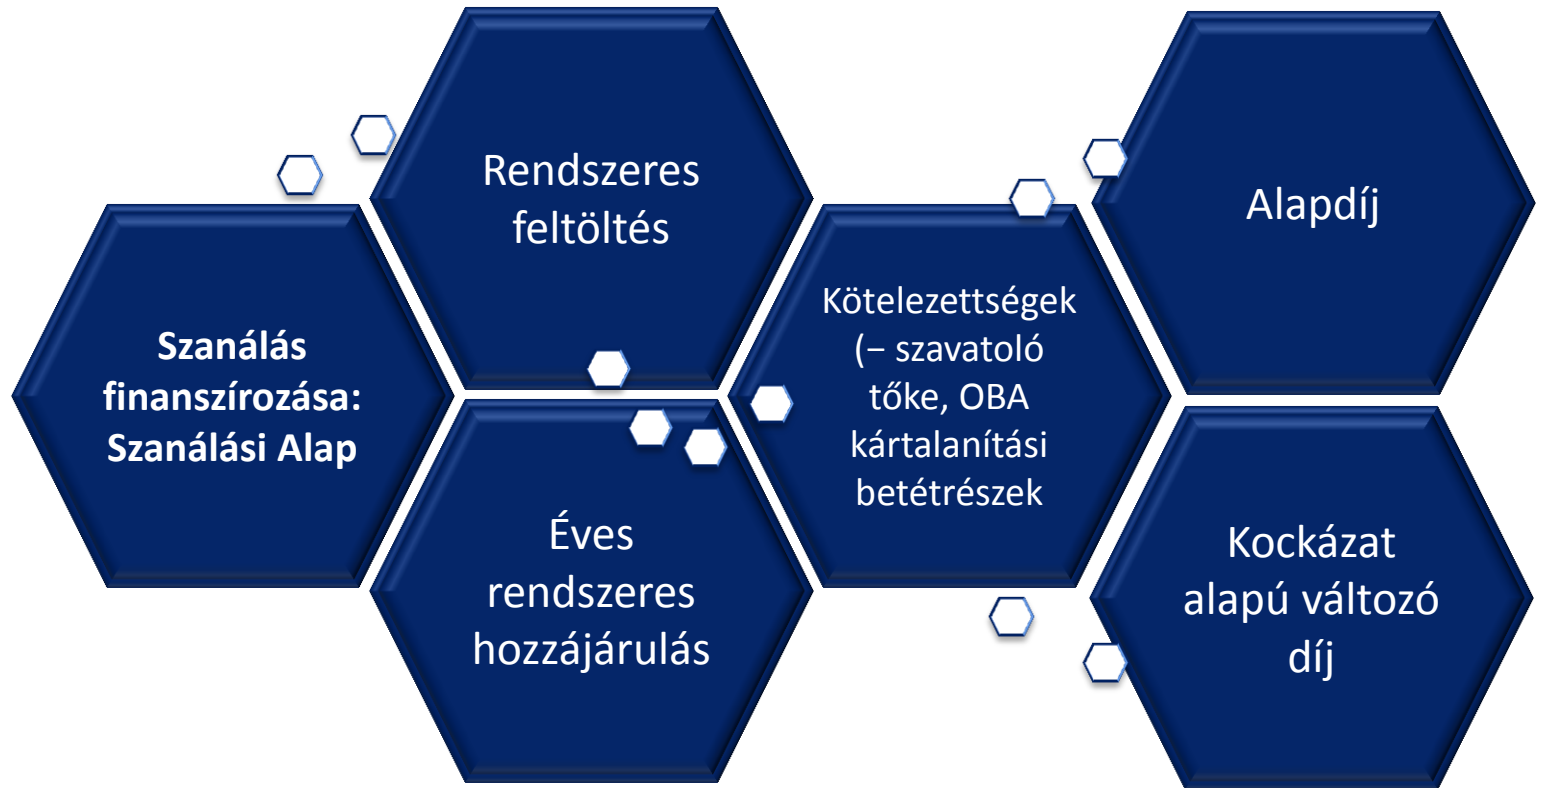 Szanálás
finanszírozása:
Szanálási Alap
Rendszeres
feltöltés
Éves
rendszeres
hozzájárulás
Kötelezettségek
(− szavatoló
tőke, OBA
kártalanítási
betétrészek
Alapdíj
Kockázat
alapú változó
díj